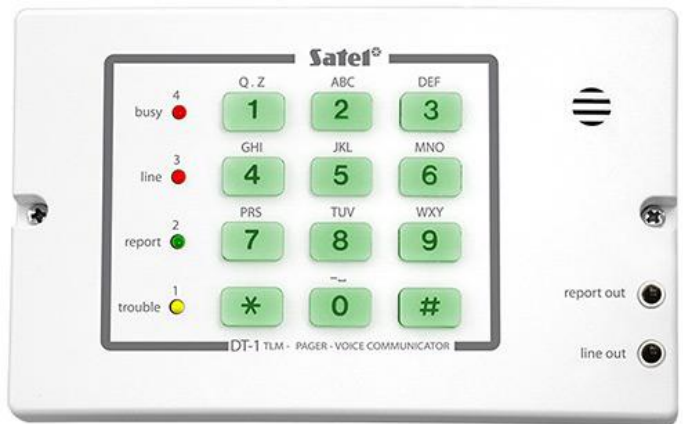 Satel
Q . Z ABC DEF
4
busy 1 2 3
GHI JKL MNO
3
line 4 5 6
PRS TUV WXY
2
report 7 8 9
1
trouble * 0 #
report out
line out
DT-1 TLM - PAGER - VOICE COMMUNICATOR